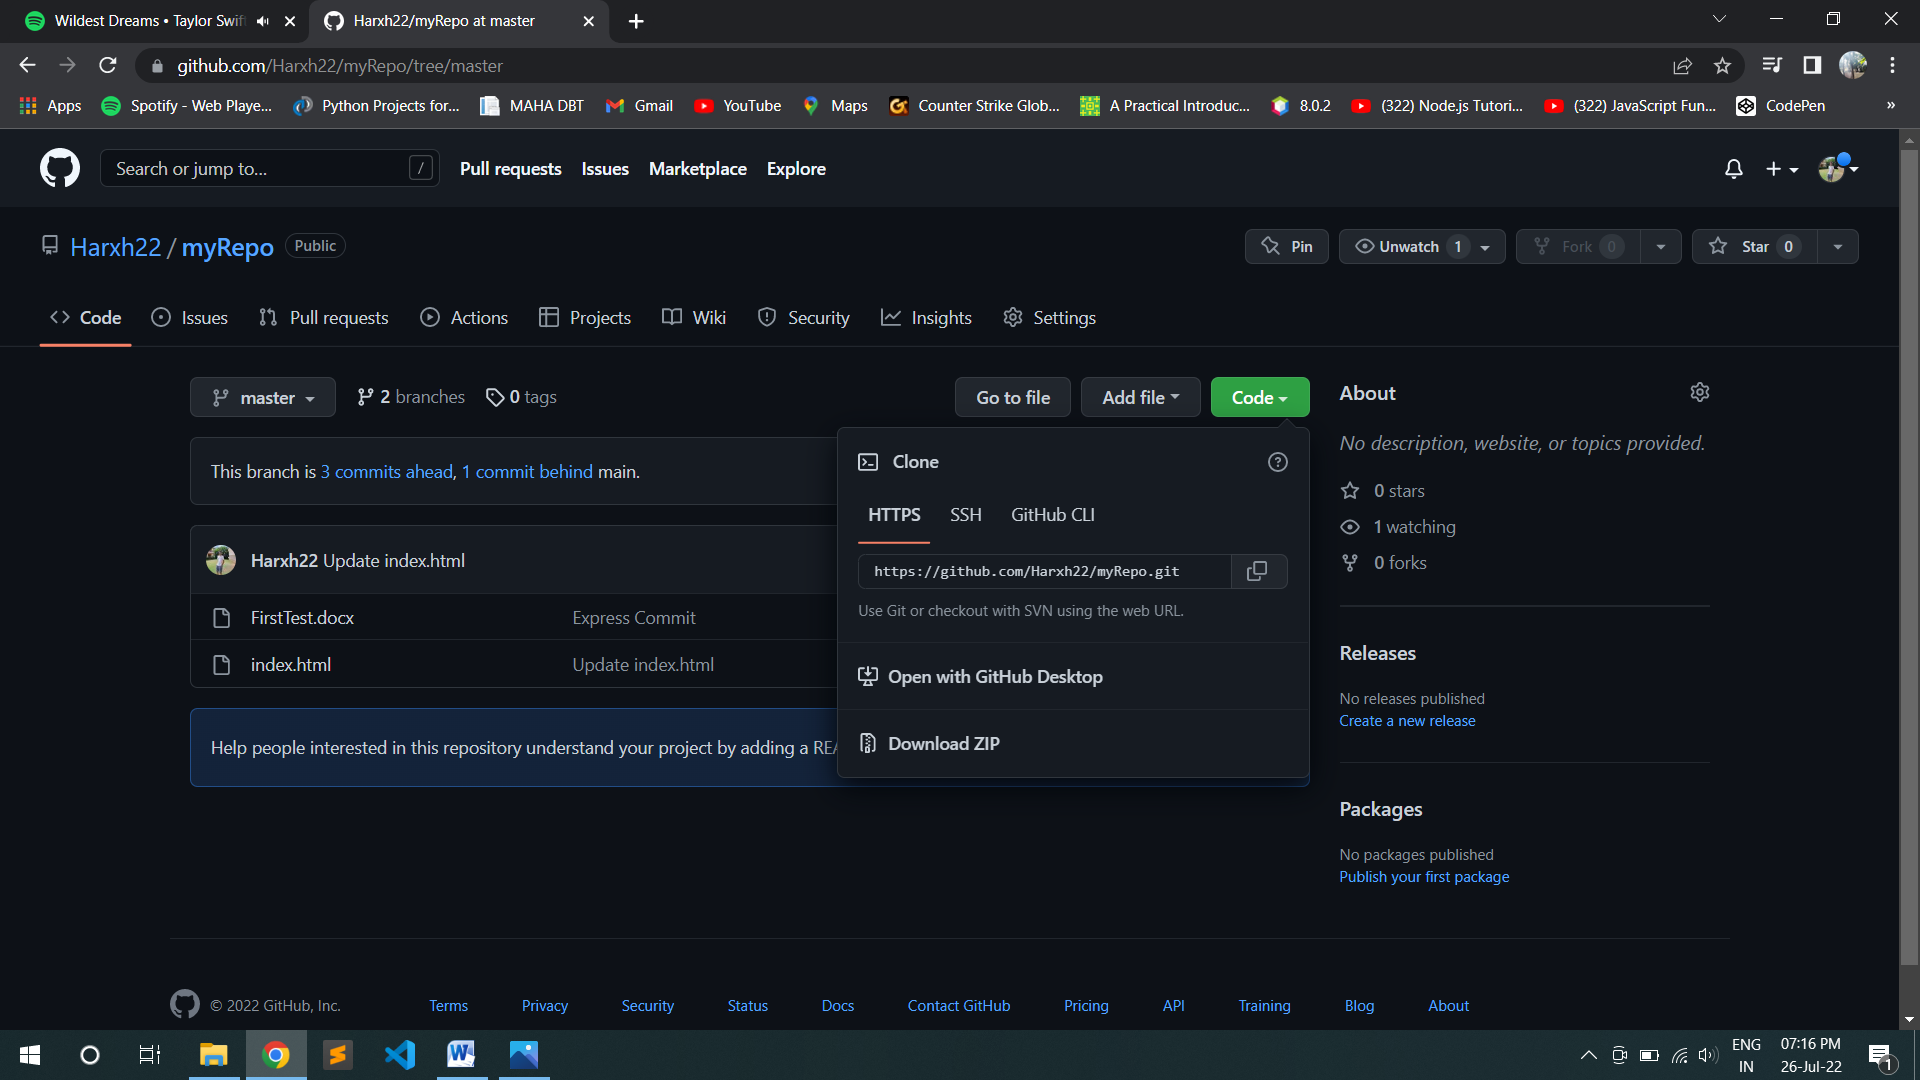 Wildest Dreams • Taylor Swif
Harxh22/myRepo at master
github.com/Harxh22/myRepo/tree/master
Apps
Spotify - Web Playe...
Python Projects for...
MAHA DBT
Gmail
YouTube
Maps
Counter Strike Glob...
A Practical Introduc...
8.0.2
(322) Node.js Tutori...
(322) JavaScript Fun...
CodePen
»
Search or jump to...
/
Pull requests
Issues
Marketplace
Explore
Harxh22 / myRepo
Public
Pin
Unwatch 1
Fork 0
Star 0
Code
Issues
Pull requests
Actions
Projects
Wiki
Security
Insights
Settings
master
2 branches
0 tags
Go to file
Add file
Code
This branch is 3 commits ahead, 1 commit behind main.
Harxh22 Update index.html
FirstTest.docx
Express Commit
index.html
Update index.html
Help people interested in this repository understand your project by adding a REA
Clone
HTTPS
SSH
GitHub CLI
https://github.com/Harxh22/myRepo.git
Use Git or checkout with SVN using the web URL.
Open with GitHub Desktop
Download ZIP
About
No description, website, or topics provided.
0 stars
1 watching
0 forks
Releases
No releases published
Create a new release
Packages
No packages published
Publish your first package
© 2022 GitHub, Inc.
Terms
Privacy
Security
Status
Docs
Contact GitHub
Pricing
API
Training
Blog
About
ENG
IN
07:16 PM
26-Jul-22
1